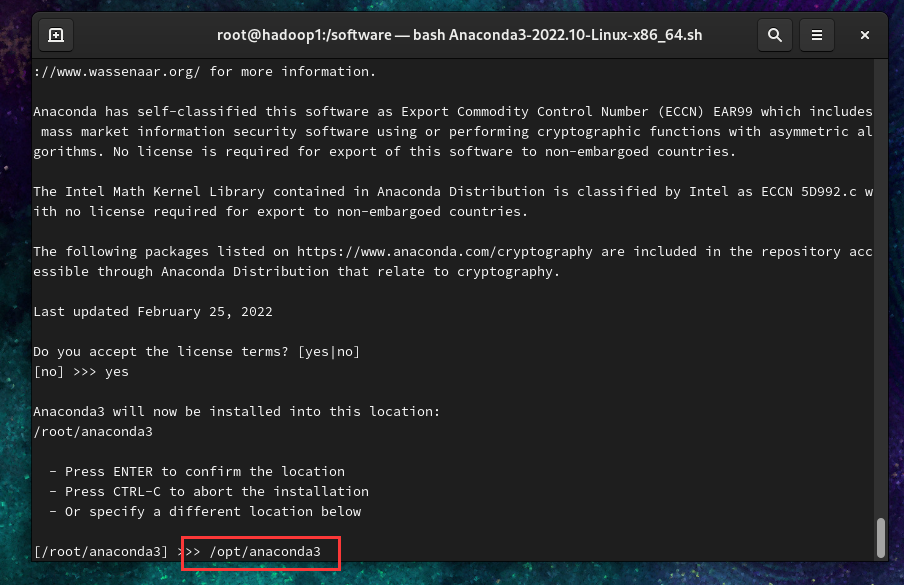 root@hadoop1:/software — bash Anaconda3-2022.10-Linux-x86_64.sh
://www.wassenaar.org/ for more information.
Anaconda has self-classified this software as Export Commodity Control Number (ECCN) EAR99 which includes
mass market information security software using or performing cryptographic functions with asymmetric al
gorithms. No license is required for export of this software to non-embargoed countries.
The Intel Math Kernel Library contained in Anaconda Distribution is classified by Intel as ECCN 5D992.c w
ith no license required for export to non-embargoed countries.
The following packages listed on https://www.anaconda.com/cryptography are included in the repository acc
essible through Anaconda Distribution that relate to cryptography.
Last updated February 25, 2022
Do you accept the license terms? [yes|no]
[no] >>> yes
Anaconda3 will now be installed into this location:
/root/anaconda3
- Press ENTER to confirm the location
- Press CTRL-C to abort the installation
- Or specify a different location below
[/root/anaconda3] >>> /opt/anaconda3